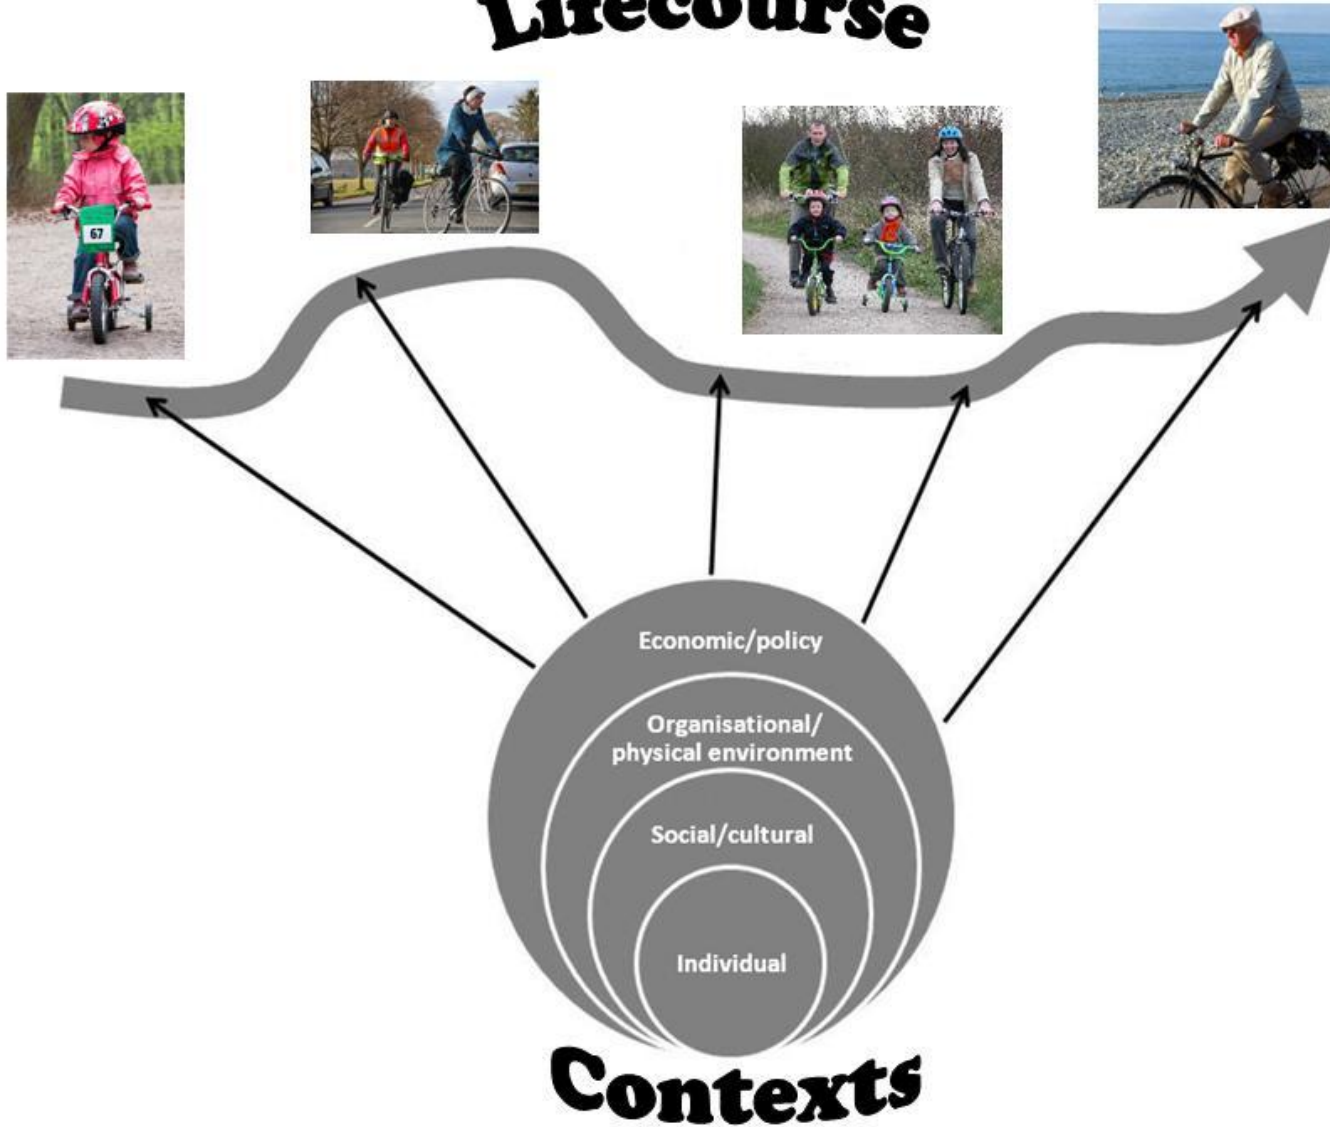 Lifecourse
67
Economic/policy
Organisational/
physical environment
Social/cultural
Individual
Contexts